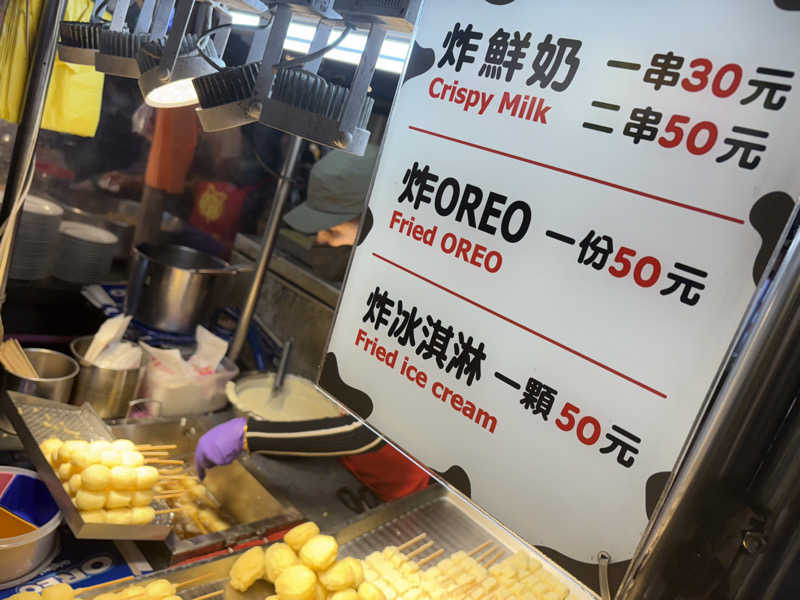 炸鮮奶 一串30元
Crispy Milk 二串50元
炸OREO 一份50元
Fried OREO
炸冰淇淋 一顆50元
Fried ice cream